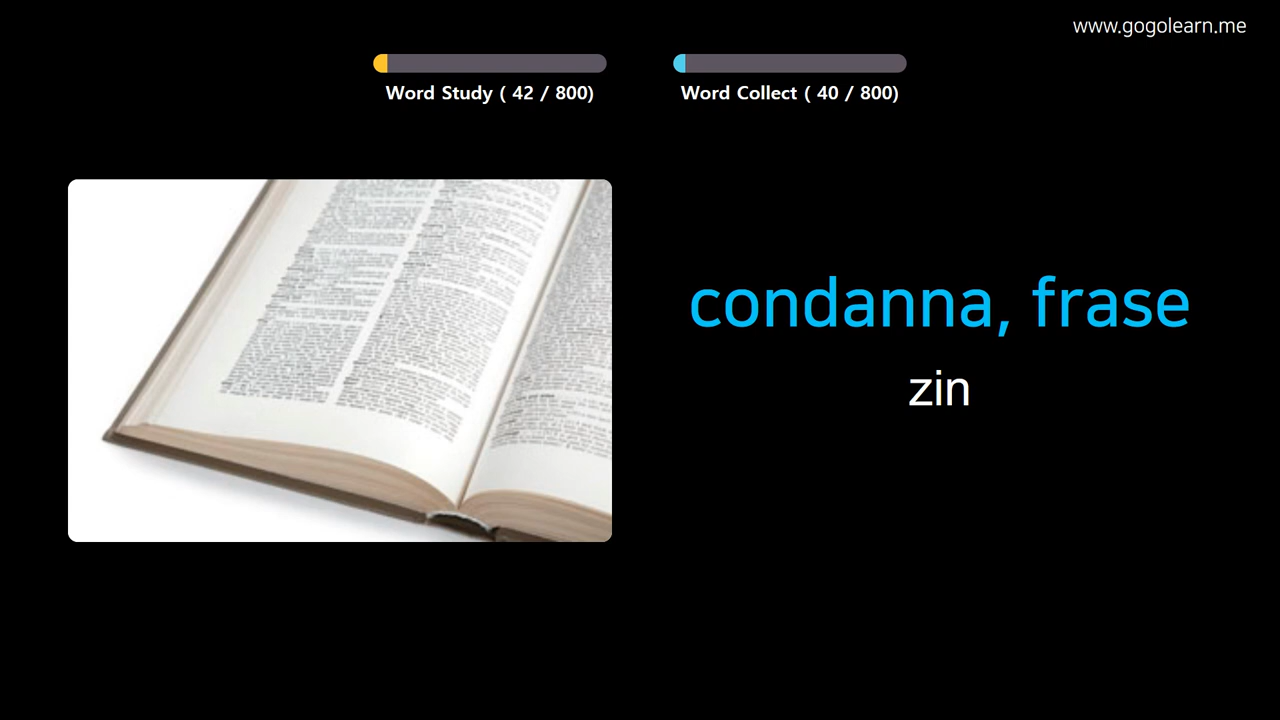 www.gogolearn.me
Word Study ( 42 / 800)
Word Collect ( 40 / 800)
condanna, frase
zin